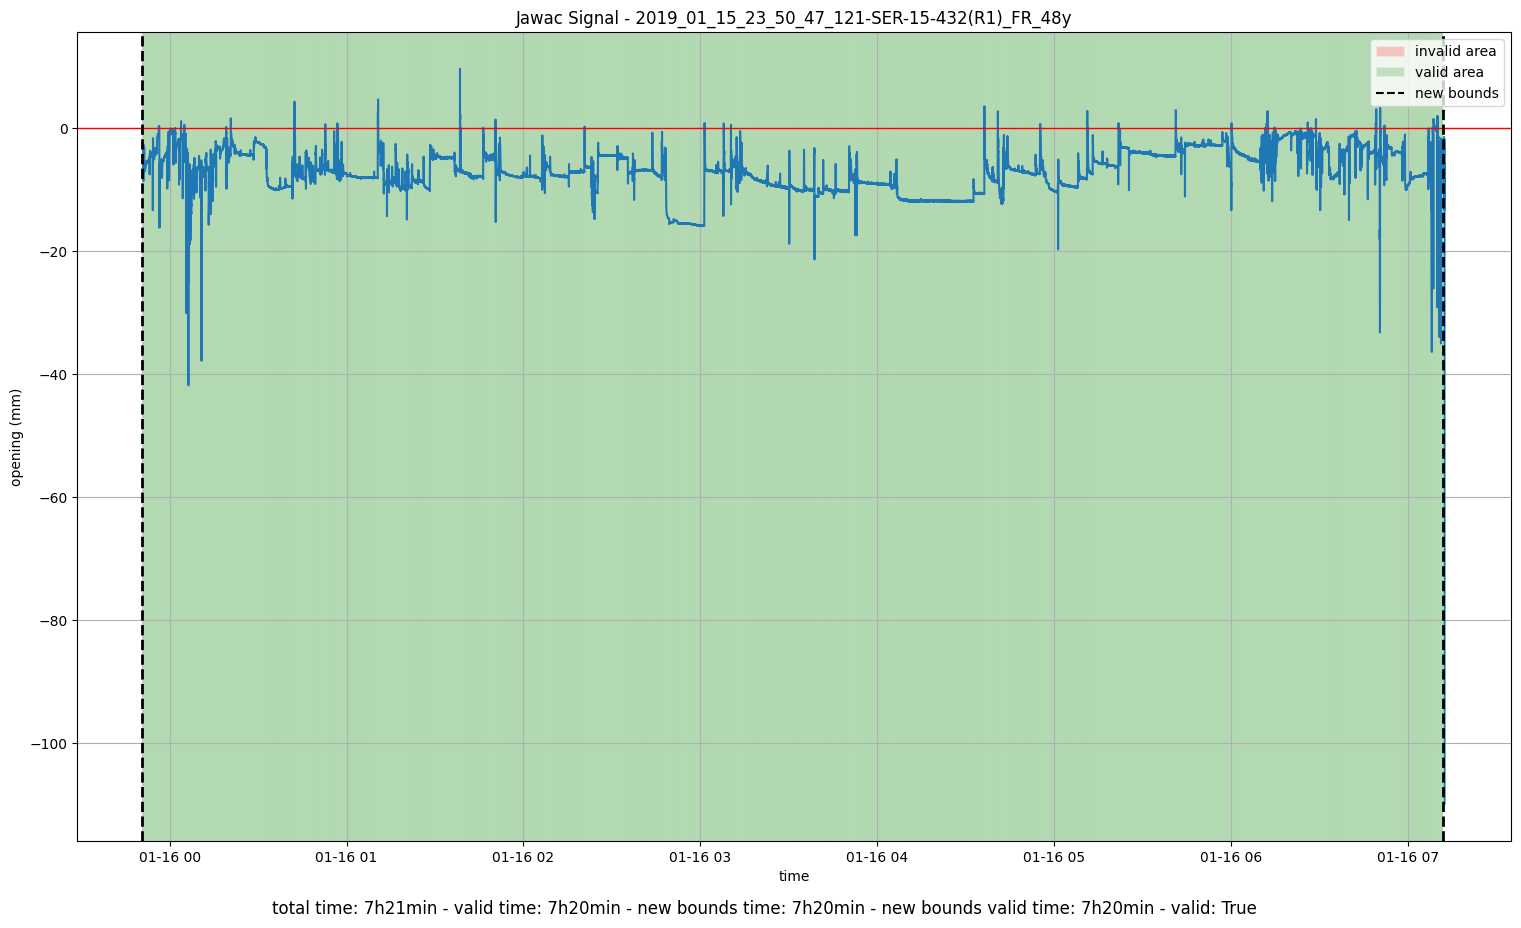 Jawac Signal - 2019_01_15_23_50_47_121-SER-15-432(R1)_FR_48y
invalid area
valid area
new bounds
0
−20
−40
−60
−80
−100
opening (mm)
01-16 00 01-16 01 01-16 02 01-16 03 01-16 04 01-16 05 01-16 06 01-16 07
time
total time: 7h21min - valid time: 7h20min - new bounds time: 7h20min - new bounds valid time: 7h20min - valid: True